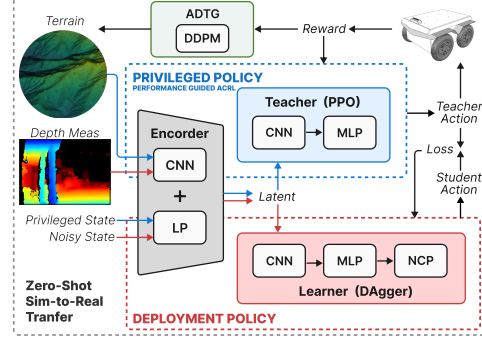 Terrain
ADTG
DDPM
Reward
PRIVILEGED POLICY
PERFORMANCE GUIDED ACRL
Teacher (PPO)
CNN
MLP
Teacher
Action
Depth Meas
Encorder
CNN
+
LP
Loss
Latent
Student
Action
Privileged State
Noisy State
CNN
MLP
NCP
Learner (DAgger)
Zero-Shot
Sim-to-Real
Tranfer
DEPLOYMENT POLICY